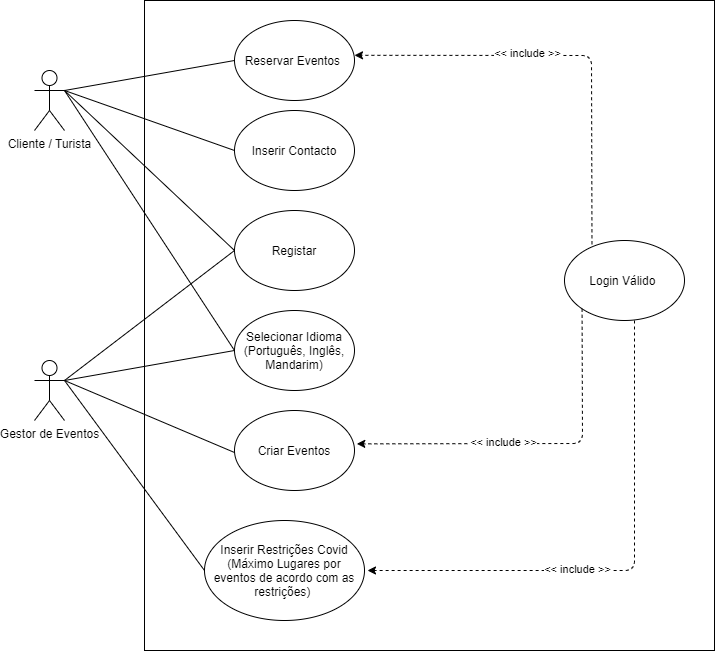 Reservar Eventos
<< include >>
Cliente / Turista
Inserir Contacto
Registar
Login Válido
Selecionar Idioma
(Português, Inglês,
Mandarim)
Gestor de Eventos
Criar Eventos
<< include >>
Inserir Restrições Covid
(Máximo Lugares por
eventos de acordo com as
restrições)
<< include >>